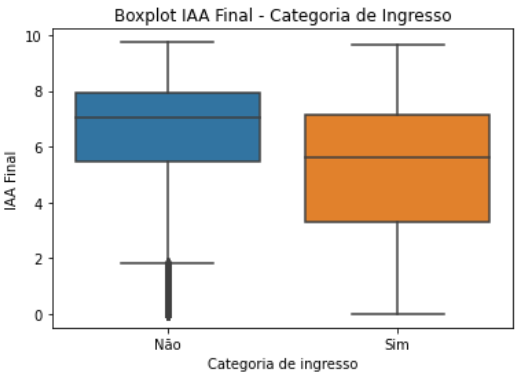 Boxplot IAA Final - Categoria de Ingresso
10
8
6
4
2
0
IAA Final
Não
Sim
Categoria de ingresso